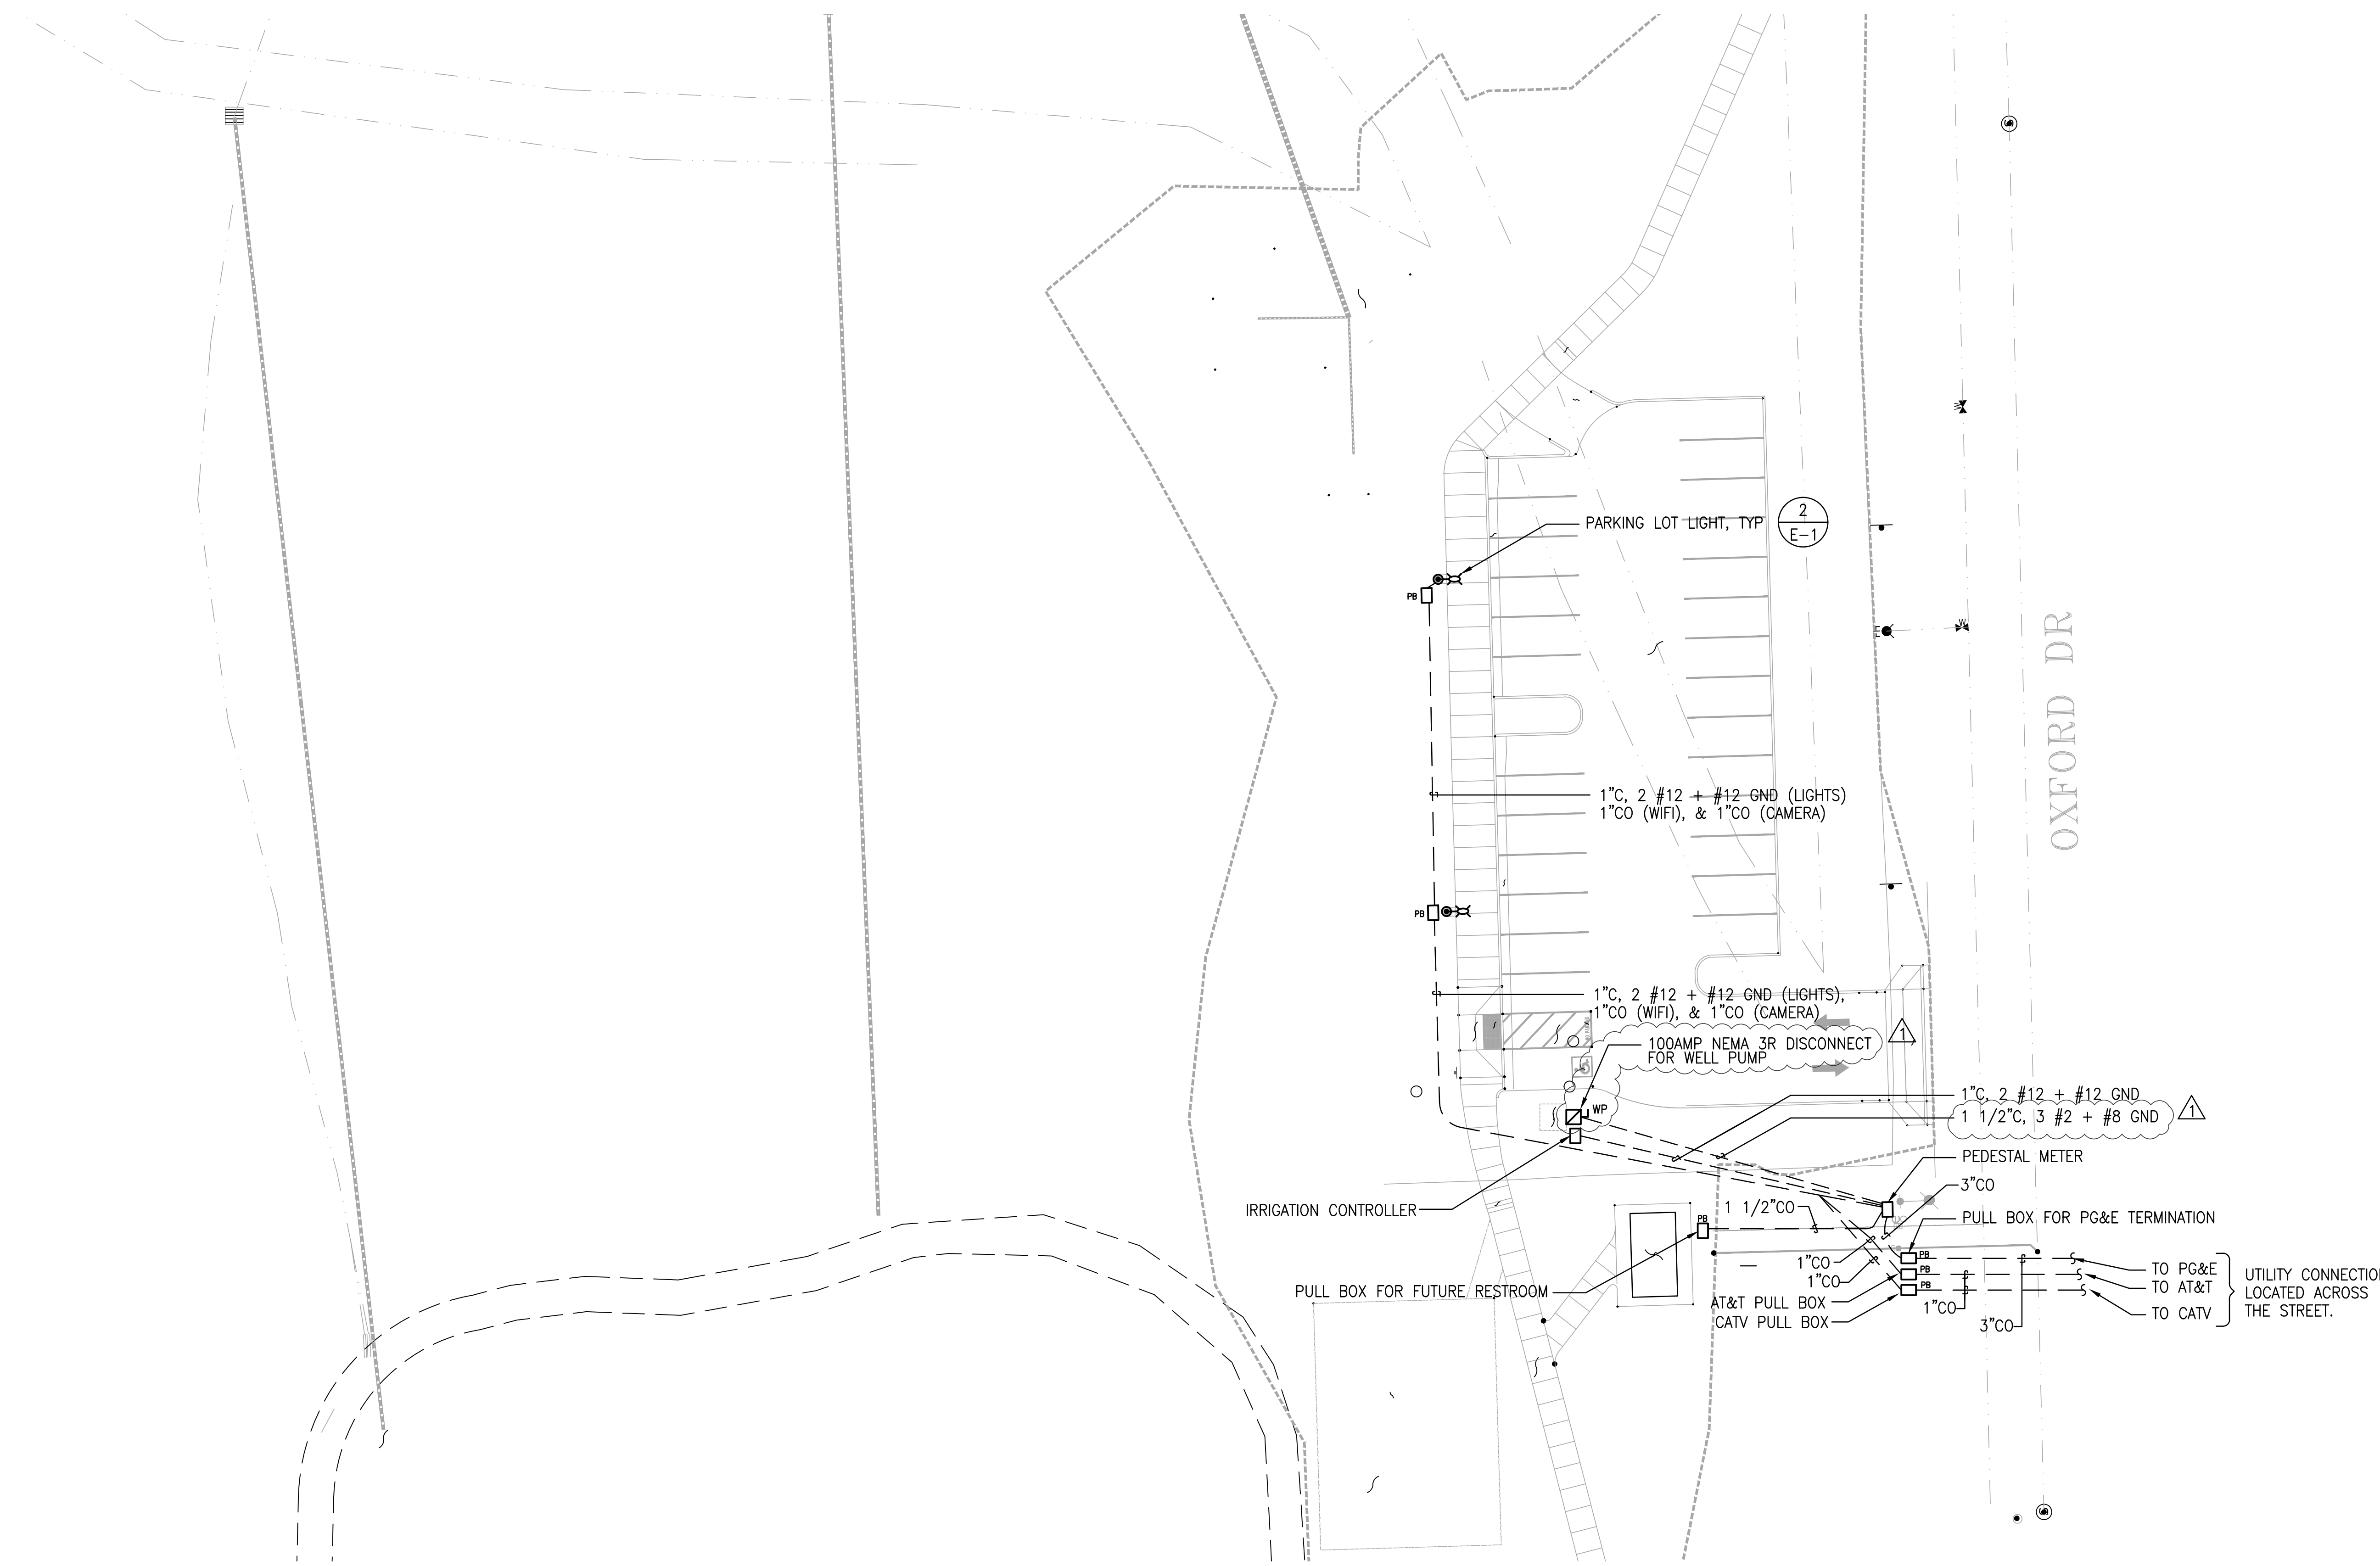 PARKING LOT LIGHT, TYP
2
E-1
PB
W
FH
W
OXFORD DR
1"C, 2 #12 + #12 GND (LIGHTS)
1"CO (WIFI), & 1"CO (CAMERA)
PB
1"C, 2 #12 + #12 GND (LIGHTS),
1"CO (WIFI), & 1"CO (CAMERA)
100AMP NEMA 3R DISCONNECT
FOR WELL PUMP
1
WP
1"C, 2 #12 + #12 GND
1 1/2"C, 3 #2 + #8 GND
1
PEDESTAL METER
3"CO
IRRIGATION CONTROLLER
1 1/2"CO
PB
PULL BOX FOR PG&E TERMINATION
1"CO
1"CO
PB
PB
PB
PULL BOX FOR FUTURE RESTROOM
AT&T PULL BOX
CATV PULL BOX
1"CO
3"CO
TO PG&E
TO AT&T
TO CATV
UTILITY CONNECTIO
LOCATED ACROSS
THE STREET.